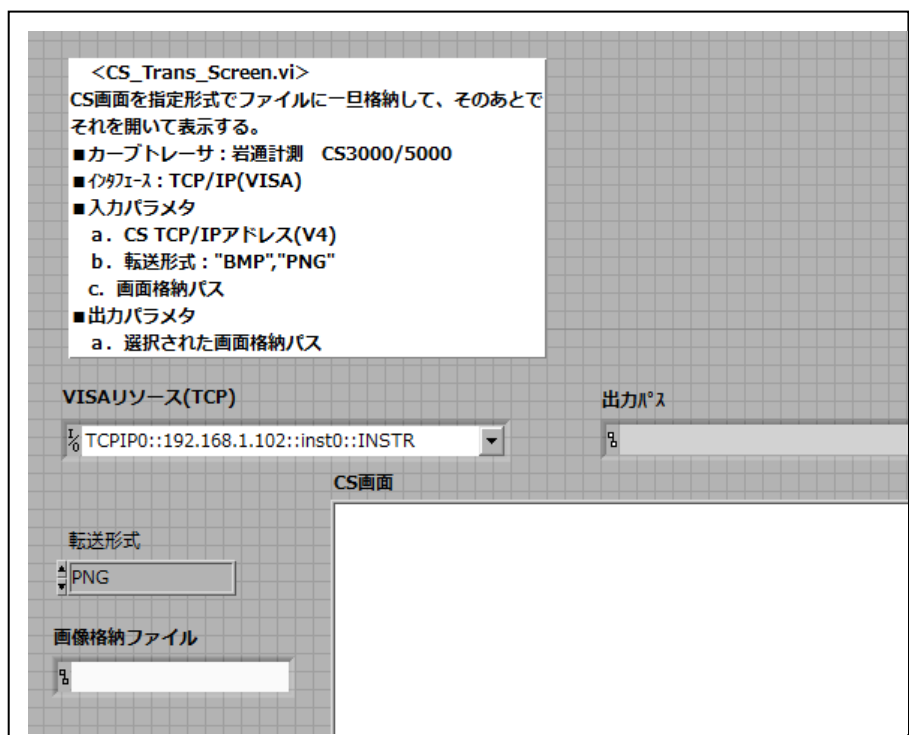 <CS_Trans_Screen.vi>
CS画面を指定形式でファイルに一旦格納して、そのあとで
それを開いて表示する。
■カーブトレーサ：岩通計測　CS3000/5000
■ｲﾝﾀﾌｪｰｽ：TCP/IP(VISA)
■入力パラメタ
a．CS TCP/IPアドレス(V4)
b．転送形式："BMP","PNG"
c．画面格納パス
■出力パラメタ
a．選択された画面格納パス
VISAリソース(TCP)
出力ﾊﾟｽ
TCPIP0::192.168.1.102::inst0::INSTR
CS画面
転送形式
PNG
画像格納ファイル